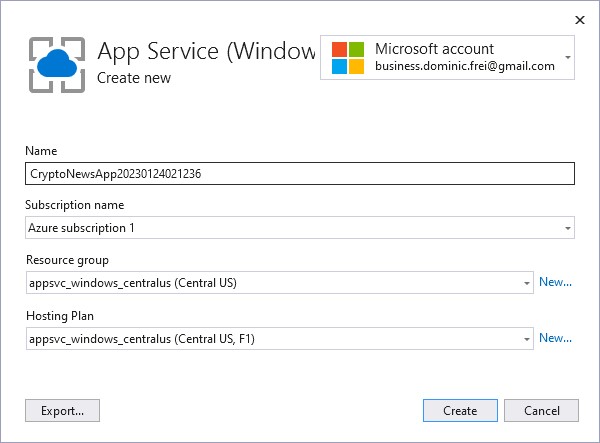 App Service (Window
Create new
Microsoft account
business.dominic.frei@gmail.com
Name
CryptoNewsApp20230124021236
Subscription name
Azure subscription 1
Resource group
appsvc_windows_centralus (Central US)
New...
Hosting Plan
appsvc_windows_centralus (Central US, F1)
New...
Export...
Create
Cancel